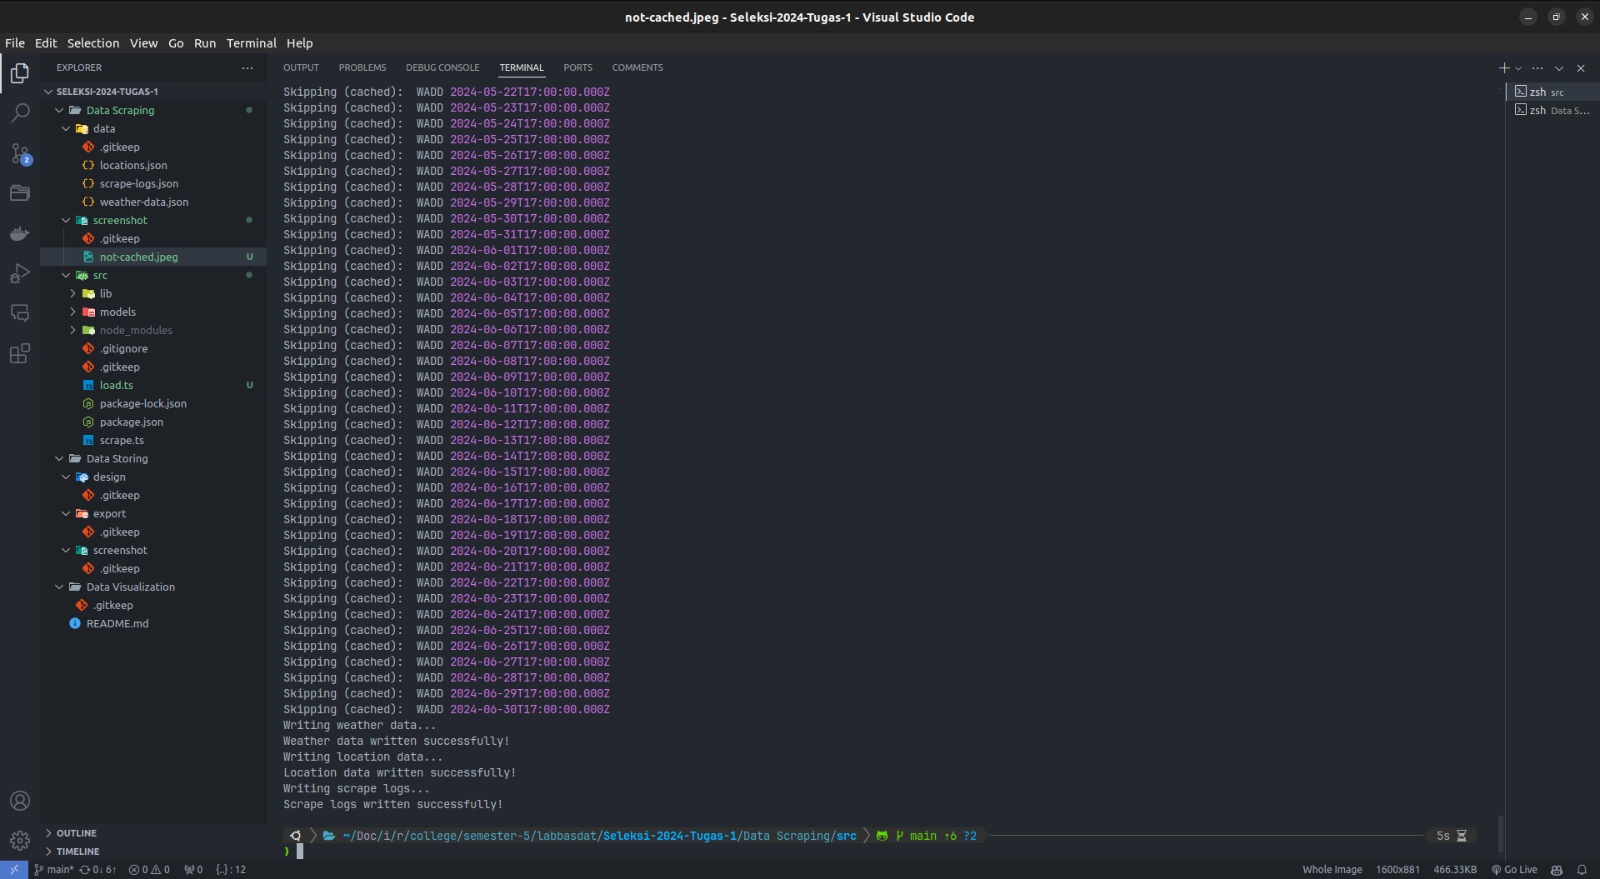 not-cached.jpeg - Seleksi-2024-Tugas-1 - Visual Studio Code
File Edit Selection View Go Run Terminal Help
EXPLORER
SELEKSI-2024-TUGAS-1
Data Scraping
data
.gitkeep
locations.json
scrape-logs.json
weather-data.json
screenshot
.gitkeep
not-cached.jpeg U
src
lib
models
node_modules
.gitignore
.gitkeep
load.ts U
package-lock.json
package.json
scrape.ts
Data Storing
design
.gitkeep
export
.gitkeep
screenshot
.gitkeep
Data Visualization
.gitkeep
README.md
OUTLINE
TIMELINE
OUTPUT PROBLEMS DEBUG CONSOLE TERMINAL PORTS COMMENTS
Skipping (cached): WADD 2024-05-22T17:00:00.000Z
Skipping (cached): WADD 2024-05-23T17:00:00.000Z
Skipping (cached): WADD 2024-05-24T17:00:00.000Z
Skipping (cached): WADD 2024-05-25T17:00:00.000Z
Skipping (cached): WADD 2024-05-26T17:00:00.000Z
Skipping (cached): WADD 2024-05-27T17:00:00.000Z
Skipping (cached): WADD 2024-05-28T17:00:00.000Z
Skipping (cached): WADD 2024-05-29T17:00:00.000Z
Skipping (cached): WADD 2024-05-30T17:00:00.000Z
Skipping (cached): WADD 2024-05-31T17:00:00.000Z
Skipping (cached): WADD 2024-06-01T17:00:00.000Z
Skipping (cached): WADD 2024-06-02T17:00:00.000Z
Skipping (cached): WADD 2024-06-03T17:00:00.000Z
Skipping (cached): WADD 2024-06-04T17:00:00.000Z
Skipping (cached): WADD 2024-06-05T17:00:00.000Z
Skipping (cached): WADD 2024-06-06T17:00:00.000Z
Skipping (cached): WADD 2024-06-07T17:00:00.000Z
Skipping (cached): WADD 2024-06-08T17:00:00.000Z
Skipping (cached): WADD 2024-06-09T17:00:00.000Z
Skipping (cached): WADD 2024-06-10T17:00:00.000Z
Skipping (cached): WADD 2024-06-11T17:00:00.000Z
Skipping (cached): WADD 2024-06-12T17:00:00.000Z
Skipping (cached): WADD 2024-06-13T17:00:00.000Z
Skipping (cached): WADD 2024-06-14T17:00:00.000Z
Skipping (cached): WADD 2024-06-15T17:00:00.000Z
Skipping (cached): WADD 2024-06-16T17:00:00.000Z
Skipping (cached): WADD 2024-06-17T17:00:00.000Z
Skipping (cached): WADD 2024-06-18T17:00:00.000Z
Skipping (cached): WADD 2024-06-19T17:00:00.000Z
Skipping (cached): WADD 2024-06-20T17:00:00.000Z
Skipping (cached): WADD 2024-06-21T17:00:00.000Z
Skipping (cached): WADD 2024-06-22T17:00:00.000Z
Skipping (cached): WADD 2024-06-23T17:00:00.000Z
Skipping (cached): WADD 2024-06-24T17:00:00.000Z
Skipping (cached): WADD 2024-06-25T17:00:00.000Z
Skipping (cached): WADD 2024-06-26T17:00:00.000Z
Skipping (cached): WADD 2024-06-27T17:00:00.000Z
Skipping (cached): WADD 2024-06-28T17:00:00.000Z
Skipping (cached): WADD 2024-06-29T17:00:00.000Z
Skipping (cached): WADD 2024-06-30T17:00:00.000Z
Writing weather data...
Weather data written successfully!
Writing location data...
Location data written successfully!
Writing scrape logs...
Scrape logs written successfully!
~/Doc/i/r/college/semester-5/labbasdat/Seleksi-2024-Tugas-1/Data Scraping/src main ↑6 ?2 5s
zsh src
zsh Data S...
2
main* 0↓ 6↑ 0 0 0 {..} : 12 Whole Image 1600x881 466.33KB Go Live